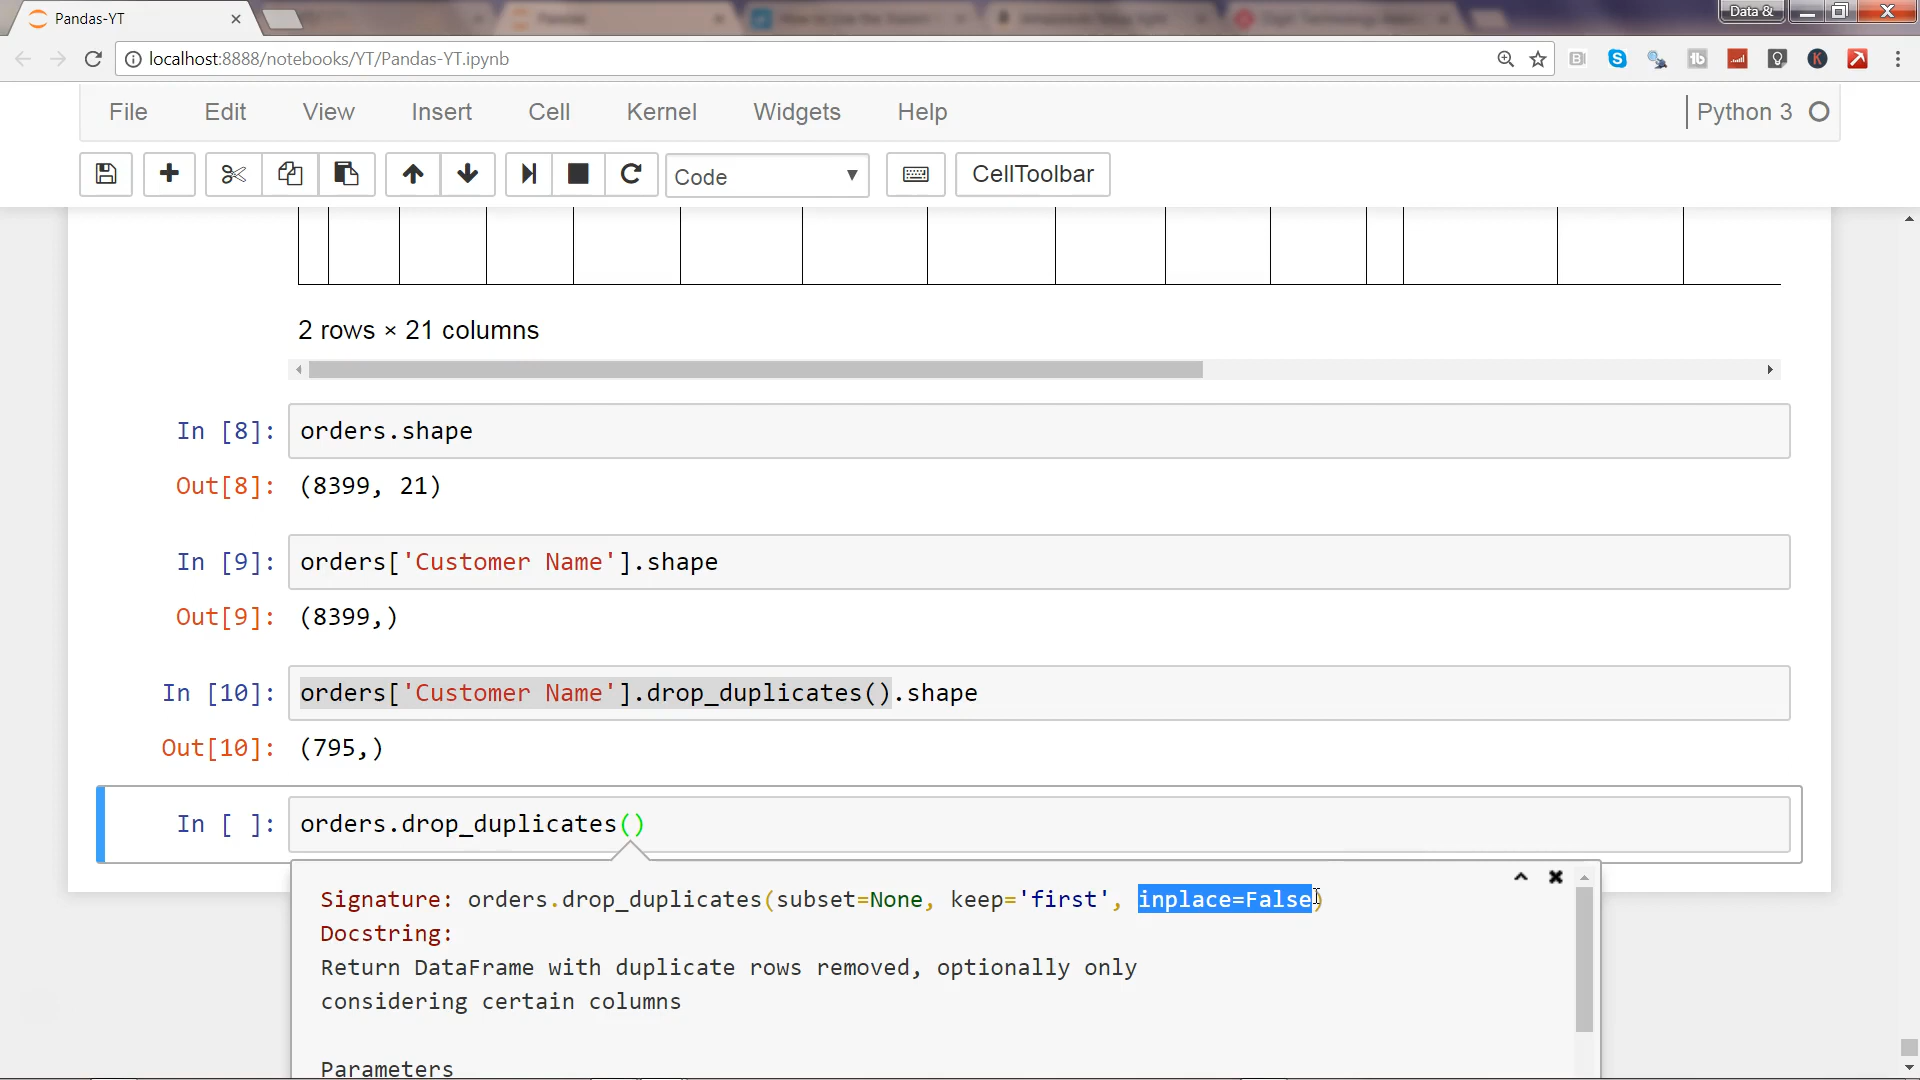 Pandas-YT
Data &
localhost:8888/notebooks/YT/Pandas-YT.ipynb
File Edit View Insert Cell Kernel Widgets Help Python 3
Code CellToolbar
2 rows × 21 columns
In [8]: orders.shape
Out[8]: (8399, 21)
In [9]: orders['Customer Name'].shape
Out[9]: (8399,)
In [10]: orders['Customer Name'].drop_duplicates().shape
Out[10]: (795,)
In [ ]: orders.drop_duplicates()
Signature: orders.drop_duplicates(subset=None, keep='first', inplace=False)
Docstring:
Return DataFrame with duplicate rows removed, optionally only
considering certain columns
Parameters